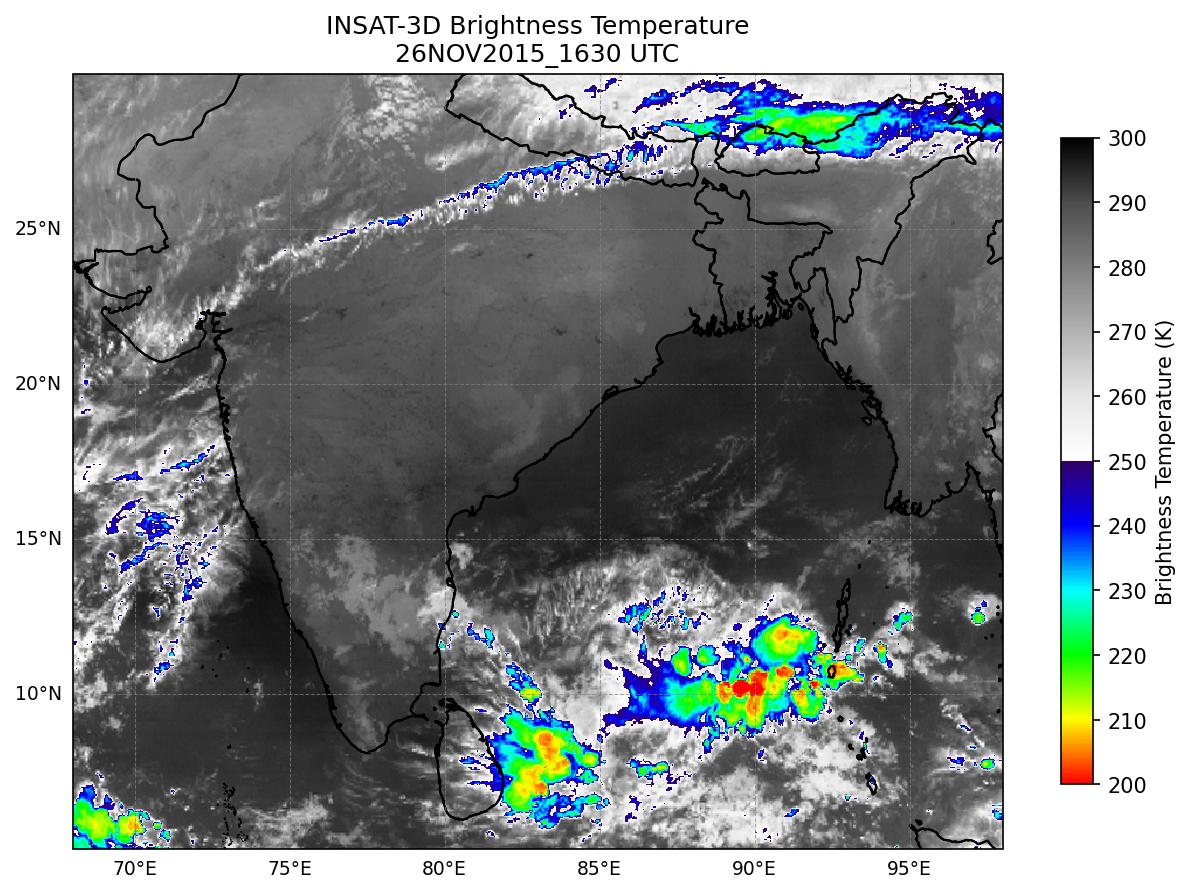 INSAT-3D Brightness Temperature
26NOV2015_1630 UTC
25°N
20°N
15°N
10°N
70°E
75°E
80°E
85°E
90°E
95°E
300
290
280
270
260
250
240
230
220
210
200
Brightness Temperature (K)